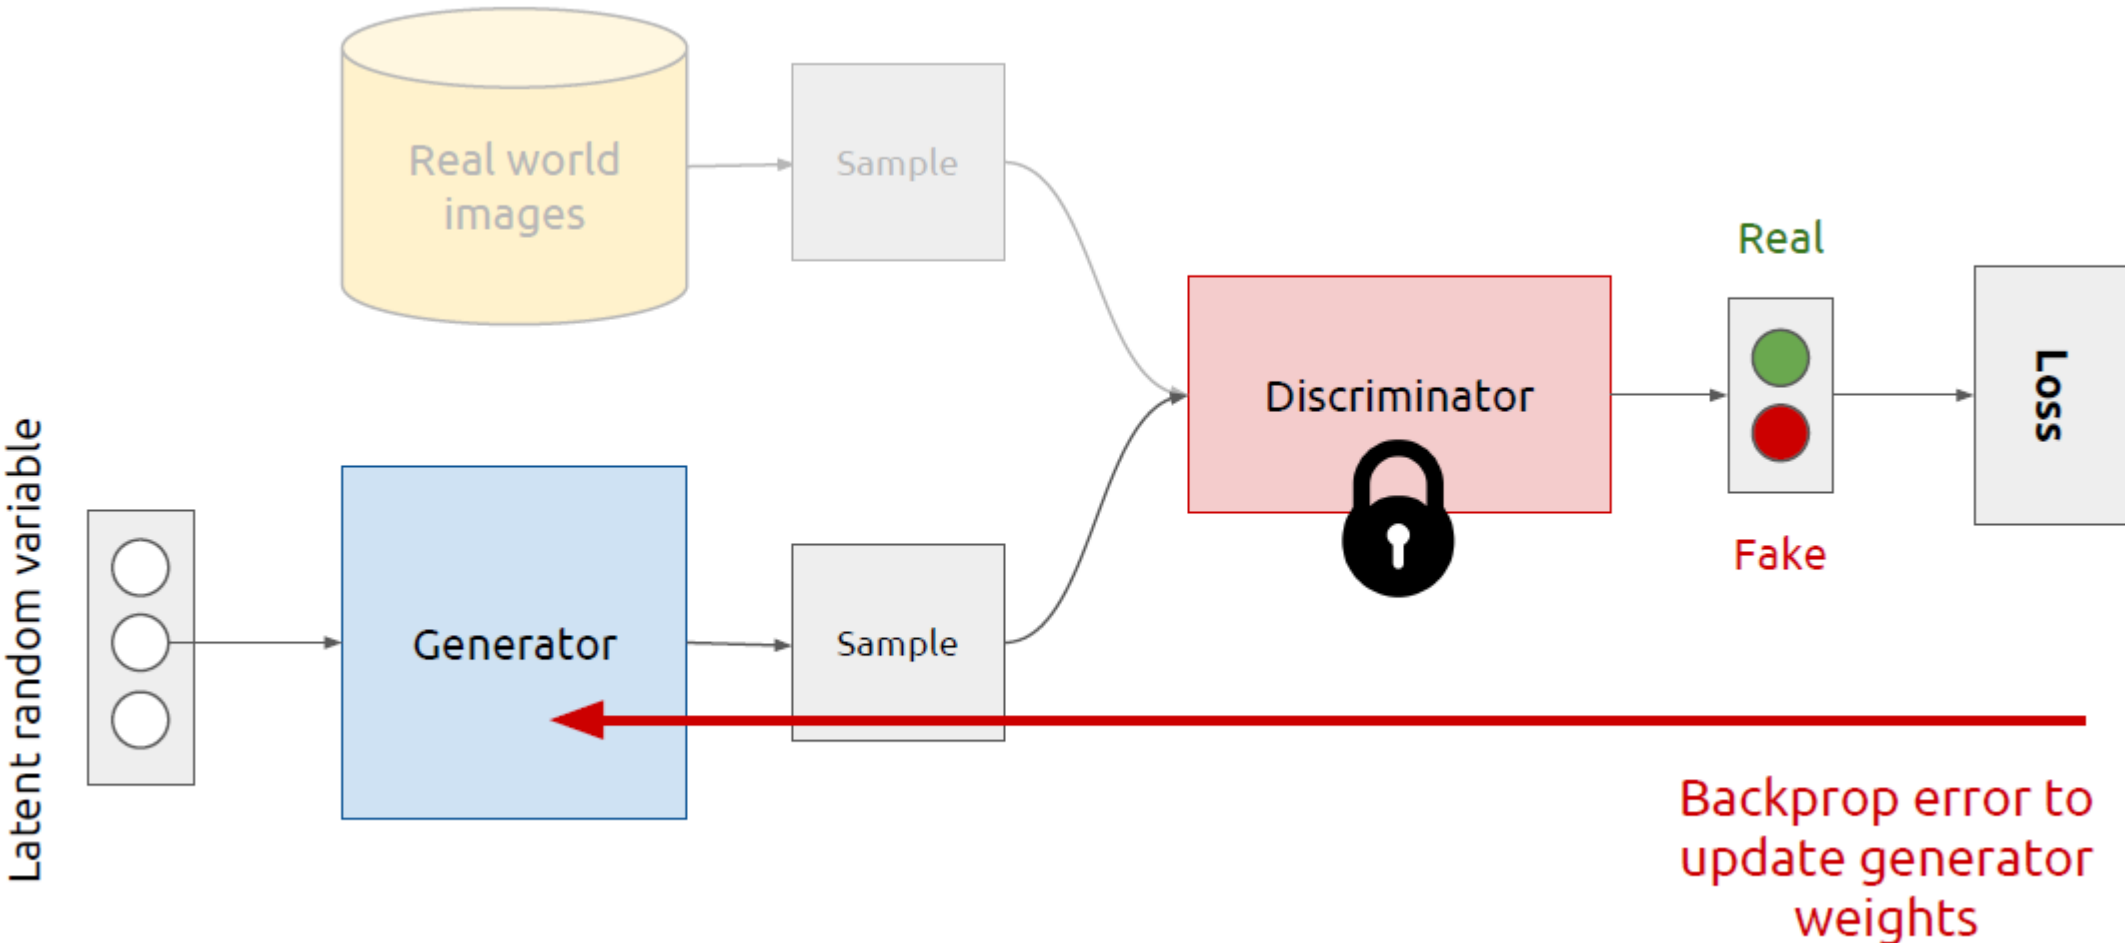 Real world
images
Sample
Real
Discriminator
Loss
Fake
Latent random variable
Generator
Sample
Backprop error to
update generator
weights